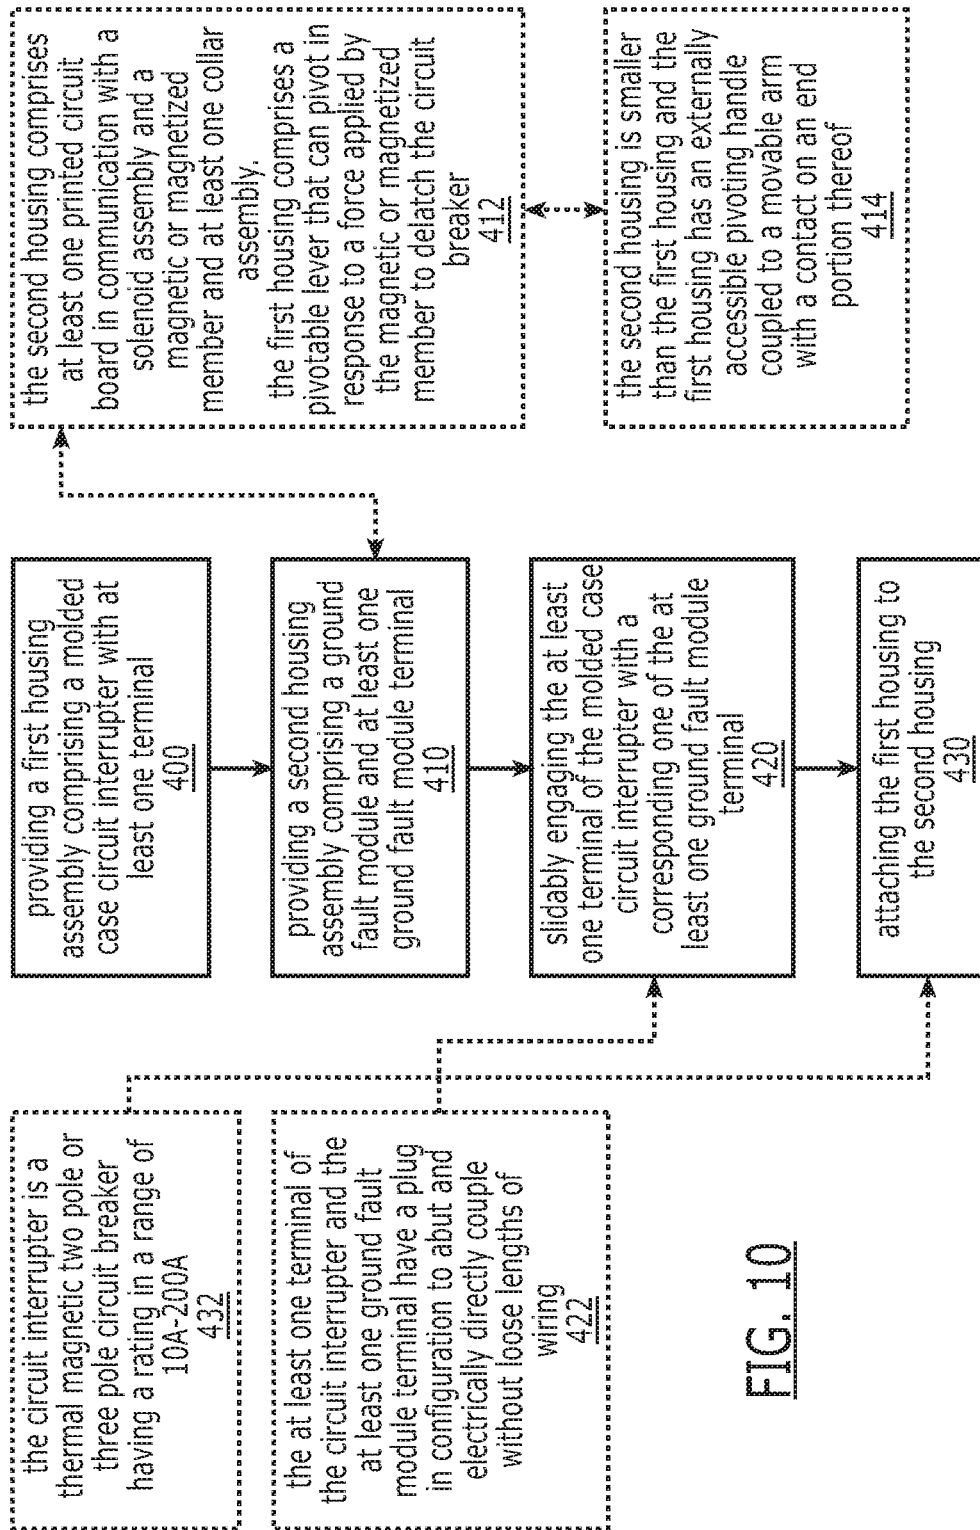 providing a first housing
assembly comprising a molded
case circuit interrupter with at
least one terminal
400
providing a second housing
assembly comprising a ground
fault module and at least one
ground fault module terminal
410
slidably engaging the at least
one terminal of the molded case
circuit interrupter with a
corresponding one of the at
least one ground fault module
terminal
420
attaching the first housing to
the second housing
430
the circuit interrupter is a
thermal magnetic two pole or
three pole circuit breaker
having a rating in a range of
10A-200A
432
the at least one terminal of
the circuit interrupter and the
at least one ground fault
module terminal have a plug
in configuration to abut and
electrically directly couple
without loose lengths of
wiring
422
the second housing comprises
at least one printed circuit
board in communication with a
solenoid assembly and a
magnetic or magnetized
member and at least one collar
assembly.
the first housing comprises a
pivotable lever that can pivot in
response to a force applied by
the magnetic or magnetized
member to delatch the circuit
breaker
412
the second housing is smaller
than the first housing and the
first housing has an externally
accessible pivoting handle
coupled to a movable arm
with a contact on an end
portion thereof
414
FIG. 10